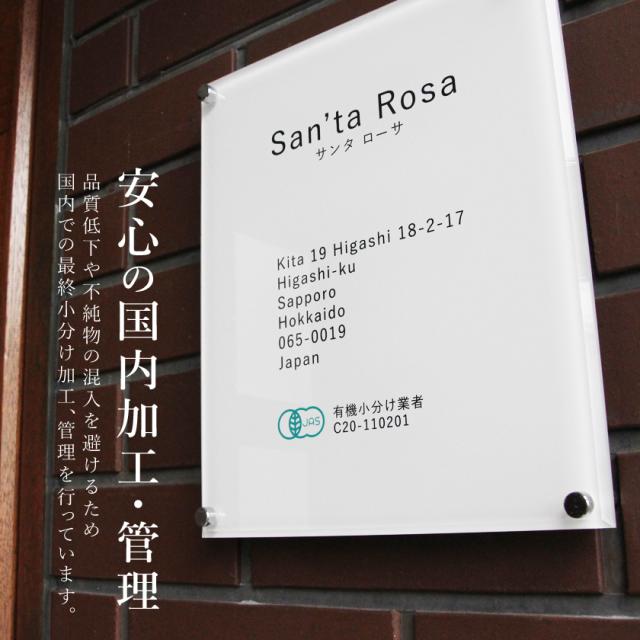 安心の国内加工・管理
品質低下や不純物の混入を避けるため
国内での最終小分け加工、管理を行っています。
San'ta Rosa
サンタ ローサ
Kita 19 Higashi 18-2-17
Higashi-ku
Sapporo
Hokkaido
065-0019
Japan
JAS
有機小分け業者
C20-110201